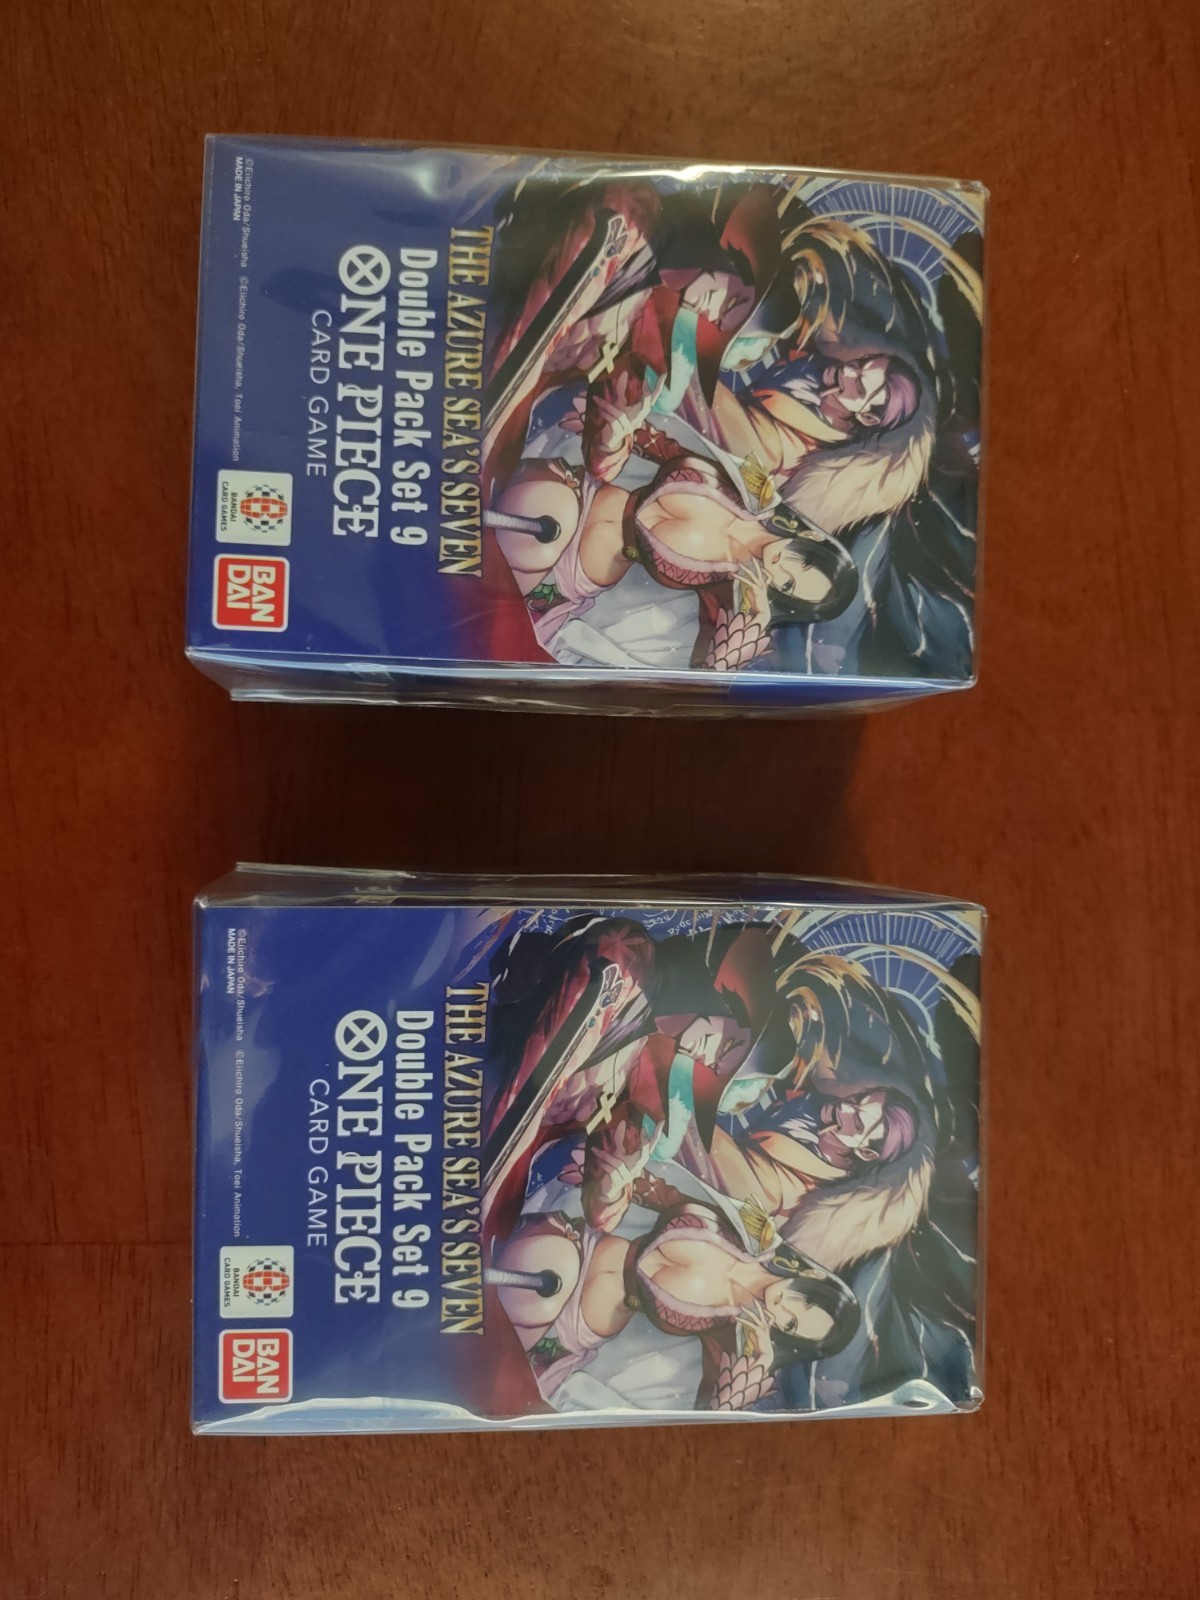 THE AZURE SEA'S SEVEN
Double Pack Set 9
ONE PIECE
CARD GAME
BANDAI
CARD GAMES
BAN
DAI
©Eiichiro Oda/Shueisha ©Eiichiro Oda/Shueisha, Toei Animation
MADE IN JAPAN
THE AZURE SEA'S SEVEN
Double Pack Set 9
ONE PIECE
CARD GAME
BANDAI
CARD GAMES
BAN
DAI
©Eiichiro Oda/Shueisha ©Eiichiro Oda/Shueisha, Toei Animation
MADE IN JAPAN